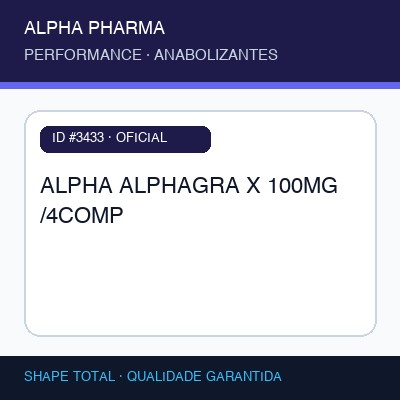 ALPHA PHARMA
PERFORMANCE · ANABOLIZANTES
ID #3433 · OFICIAL
ALPHA ALPHAGRA X 100MG
/4COMP
SHAPE TOTAL · QUALIDADE GARANTIDA